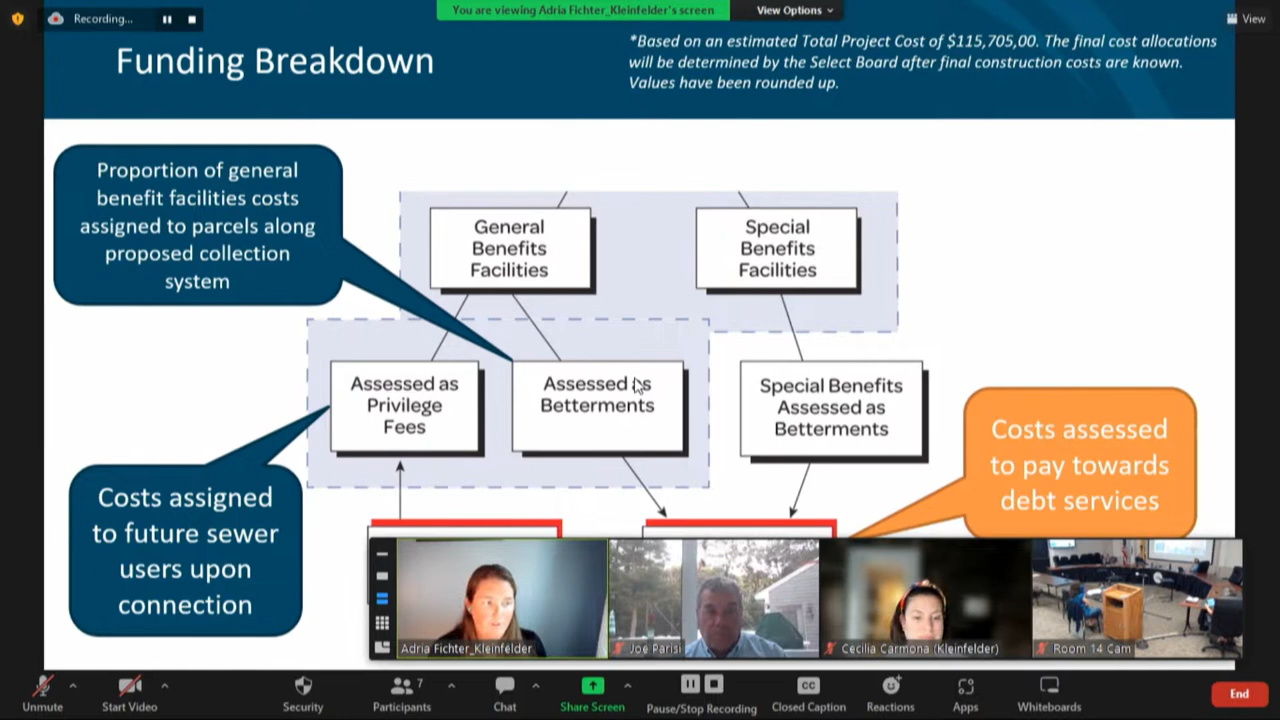 Recording...
You are viewing Adria Fichter_Kleinfelder's screen
View Options
View
Funding Breakdown
*Based on an estimated Total Project Cost of $115,705,00. The final cost allocations
will be determined by the Select Board after final construction costs are known.
Values have been rounded up.
Proportion of general
benefit facilities costs
assigned to parcels along
proposed collection
system
General
Benefits
Facilities
Special
Benefits
Facilities
Assessed as
Privilege
Fees
Assessed as
Betterments
Special Benefits
Assessed as
Betterments
Costs assigned
to future sewer
users upon
connection
Costs assessed
to pay towards
debt services
Adria Fichter_Kleinfelder
Joe Parisi
Cecilia Carmona (Kleinfelder)
Room 14 Cam
Unmute
Start Video
Security
7
Participants
Chat
Share Screen
Pause/Stop Recording
CC
Closed Caption
Reactions
Apps
Whiteboards
End